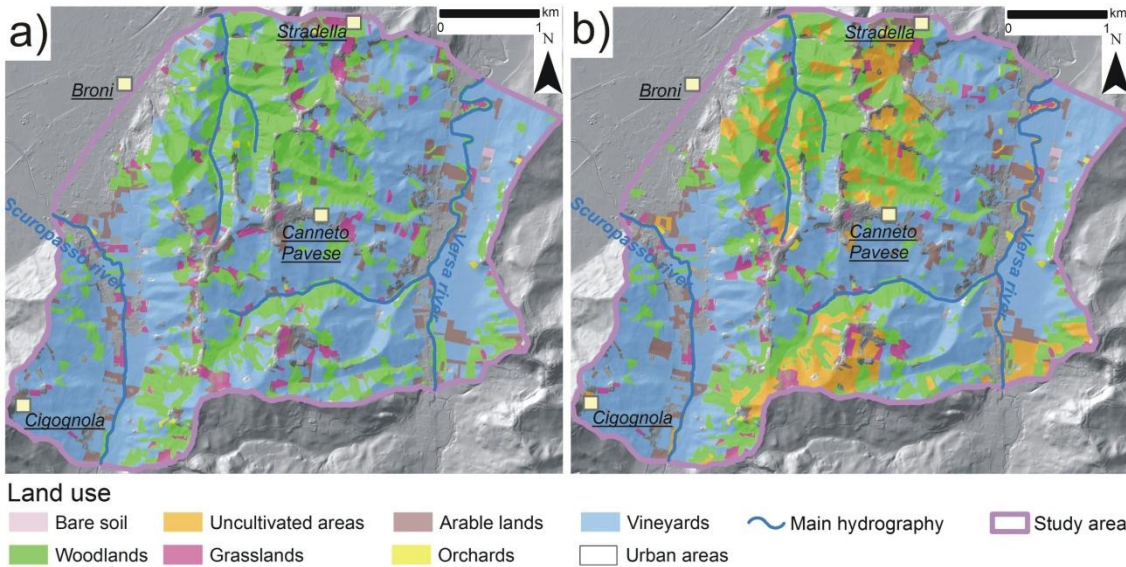 a)
Stradella
km
0 1
N
Broni
Scuropasso river
Canneto
Pavese
Versa river
Cigognola
b)
Stradella
km
0 1
N
Broni
Scuropasso river
Canneto
Pavese
Versa river
Cigognola
Land use
Bare soil Uncultivated areas Arable lands Vineyards Main hydrography Study area
Woodlands Grasslands Orchards Urban areas